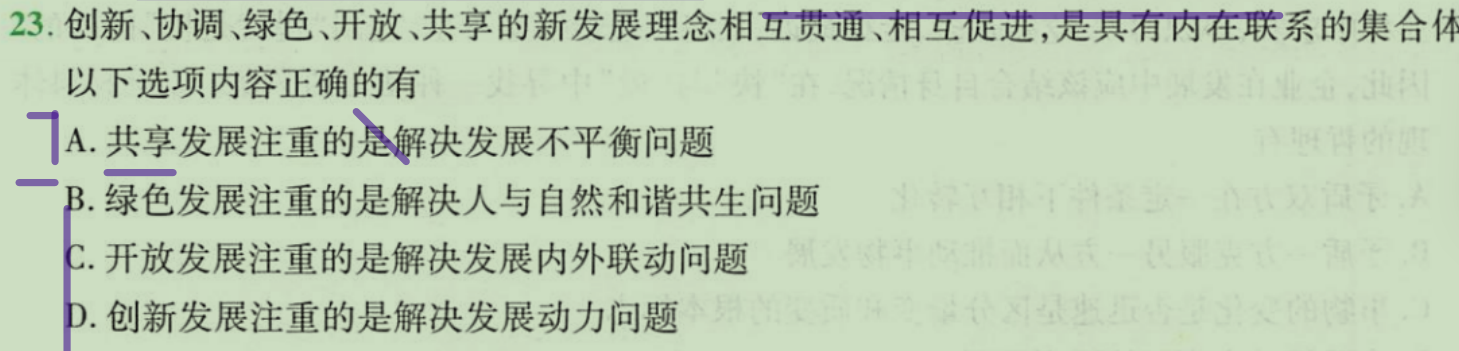 23.创新、协调、绿色、开放、共享的新发展理念相互贯通、相互促进,是具有内在联系的集合体
以下选项内容正确的有
A.共享发展注重的是解决发展不平衡问题
B.绿色发展注重的是解决人与自然和谐共生问题
C.开放发展注重的是解决发展内外联动问题
D.创新发展注重的是解决发展动力问题